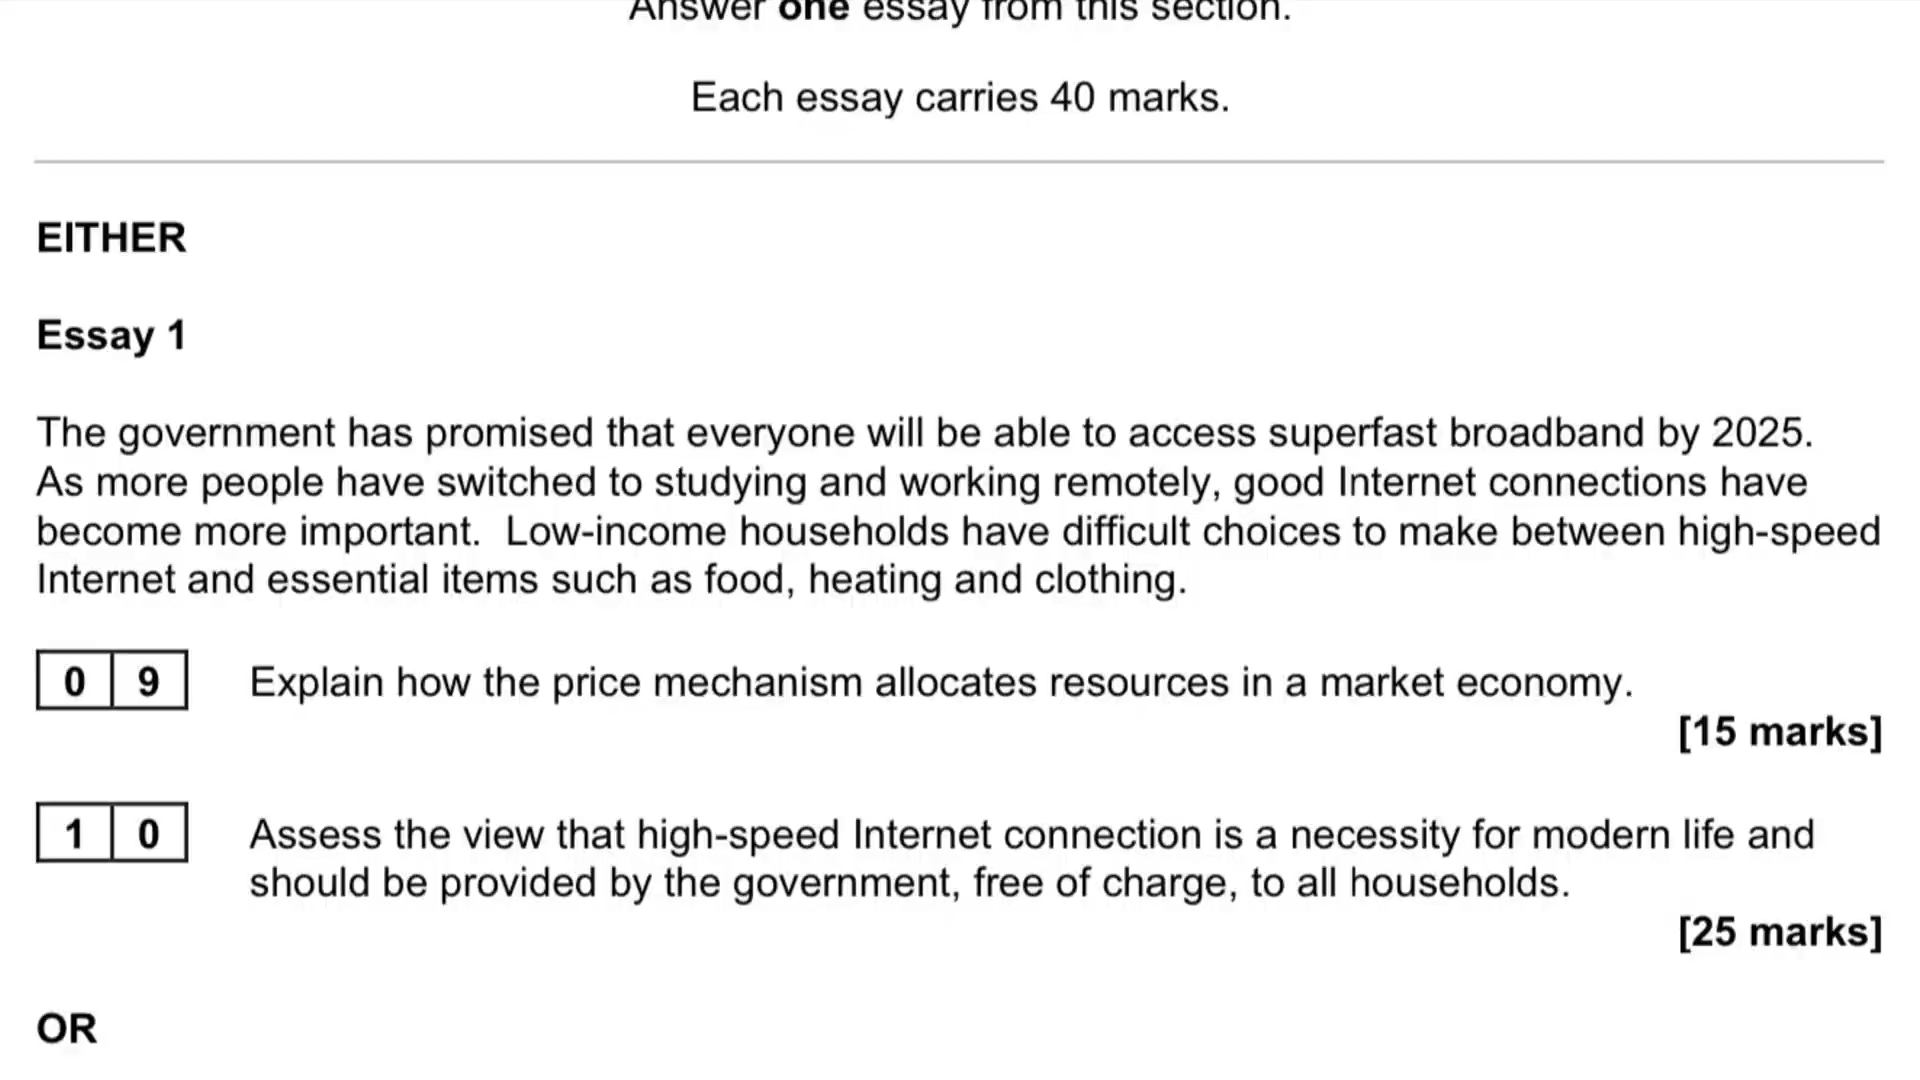 Answer one essay from this section.
Each essay carries 40 marks.
EITHER
Essay 1
The government has promised that everyone will be able to access superfast broadband by 2025.
As more people have switched to studying and working remotely, good Internet connections have
become more important.  Low-income households have difficult choices to make between high-speed
Internet and essential items such as food, heating and clothing.
0 9 Explain how the price mechanism allocates resources in a market economy.
[15 marks]
1 0 Assess the view that high-speed Internet connection is a necessity for modern life and
should be provided by the government, free of charge, to all households.
[25 marks]
OR